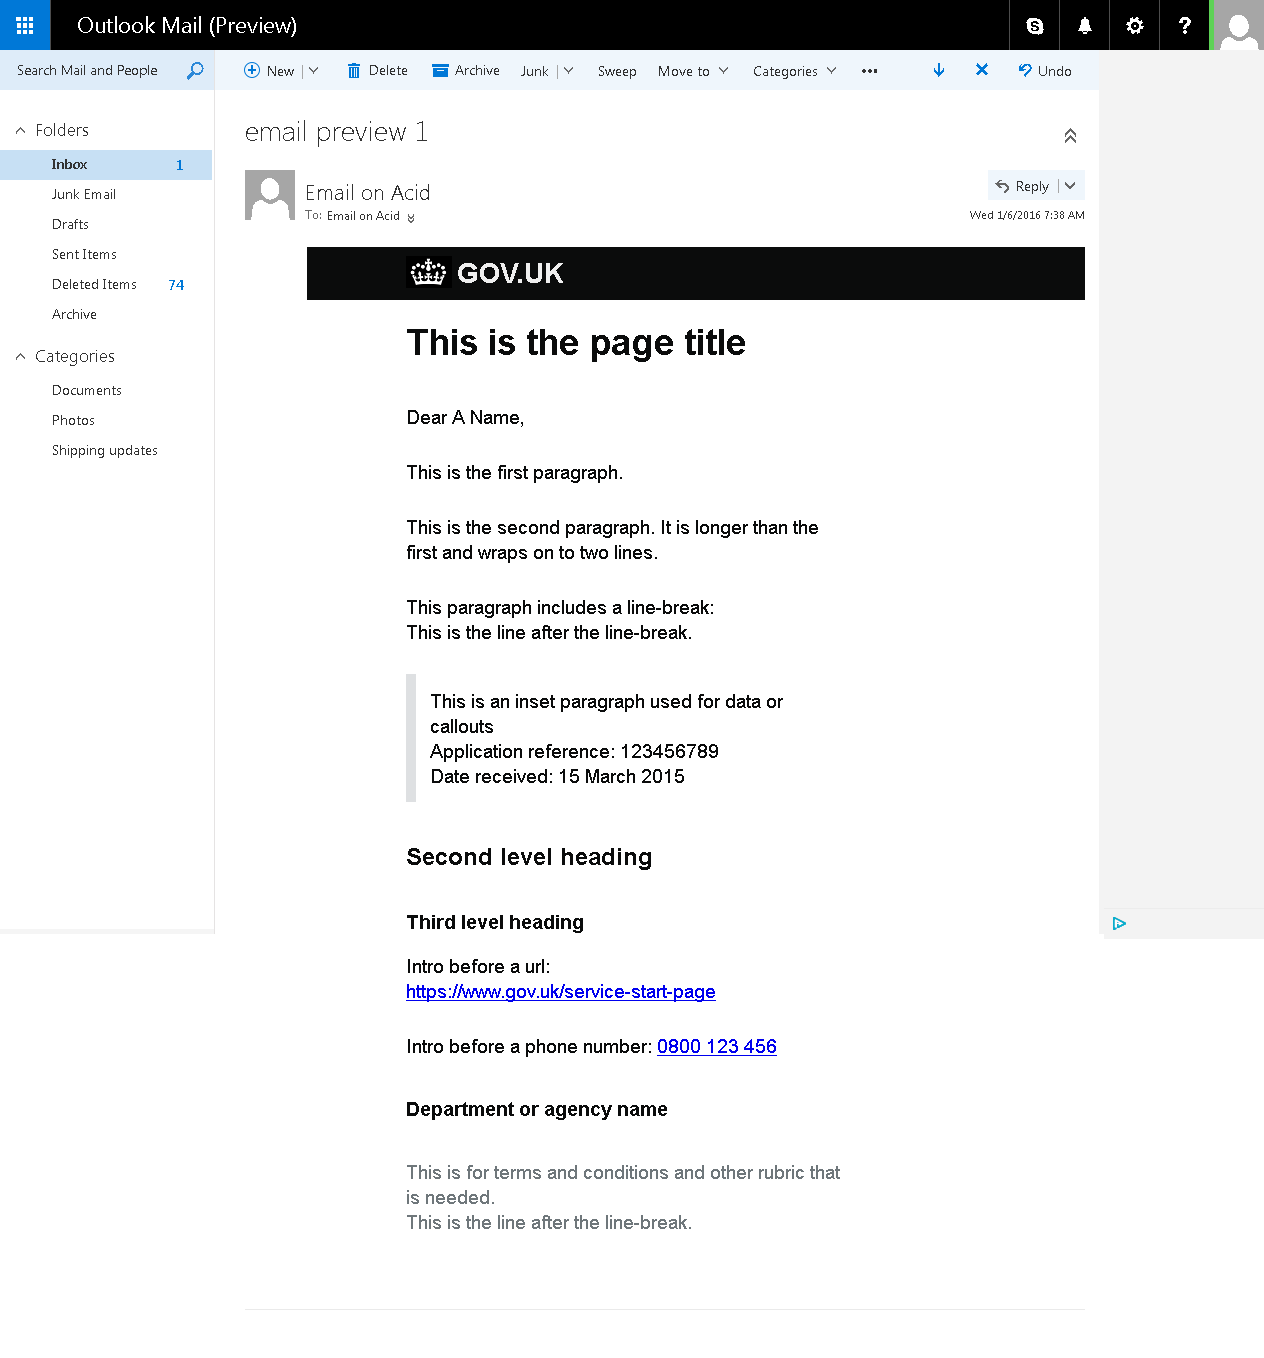 Outlook Mail (Preview)
?
Search Mail and People
New
Delete
Archive
Junk
Sweep
Move to
Categories
Undo
Folders
Inbox 1
Junk Email
Drafts
Sent Items
Deleted Items 74
Archive
Categories
Documents
Photos
Shipping updates
email preview 1
Email on Acid
To: Email on Acid
Reply
Wed 1/6/2016 7:38 AM
GOV.UK
This is the page title
Dear A Name,
This is the first paragraph.
This is the second paragraph. It is longer than the
first and wraps on to two lines.
This paragraph includes a line-break:
This is the line after the line-break.
This is an inset paragraph used for data or
callouts
Application reference: 123456789
Date received: 15 March 2015
Second level heading
Third level heading
Intro before a url:
https://www.gov.uk/service-start-page
Intro before a phone number: 0800 123 456
Department or agency name
This is for terms and conditions and other rubric that
is needed.
This is the line after the line-break.